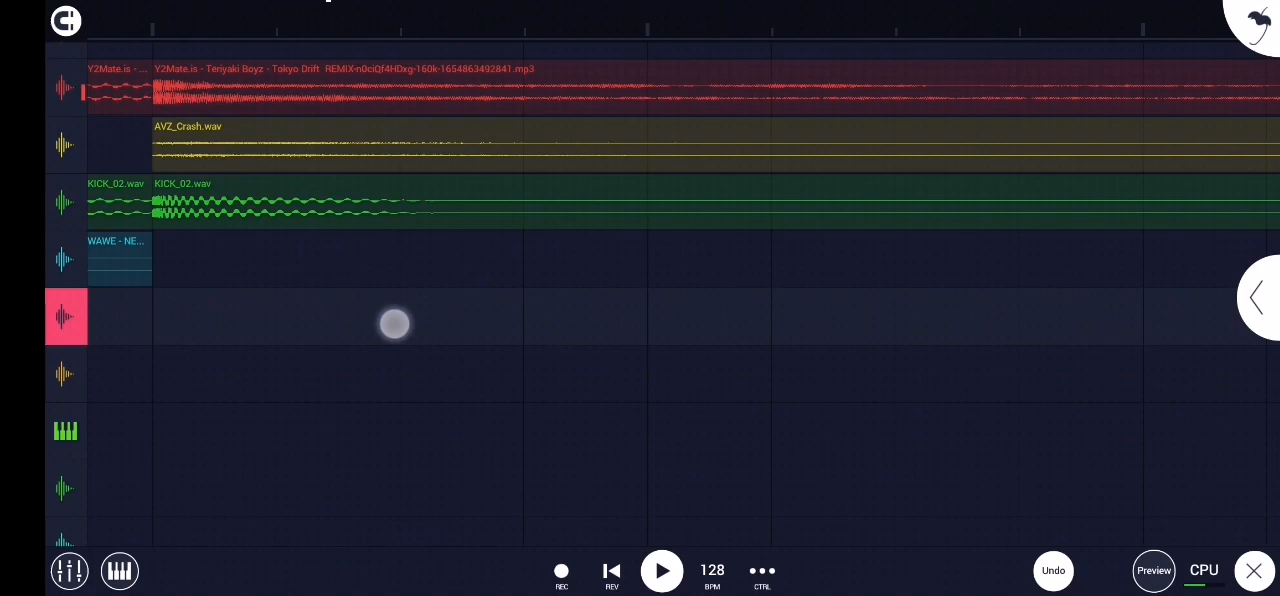 Y2Mate.is - ...
Y2Mate.is - Teriyaki Boyz - Tokyo Drift REMIX-n0ciQf4HDxg-160k-1654863492841.mp3
AVZ_Crash.wav
KICK_02.wav
KICK_02.wav
WAWE - NE...
REC
REV
128
BPM
CTRL
Undo
Preview
CPU